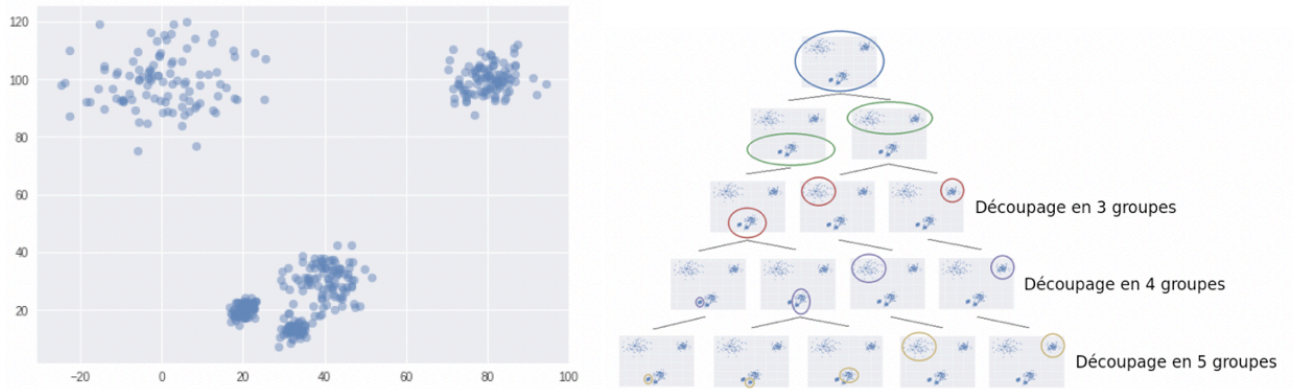 120
100
80
60
40
20
−20 0 20 40 60 80 100
Découpage en 3 groupes
Découpage en 4 groupes
Découpage en 5 groupes